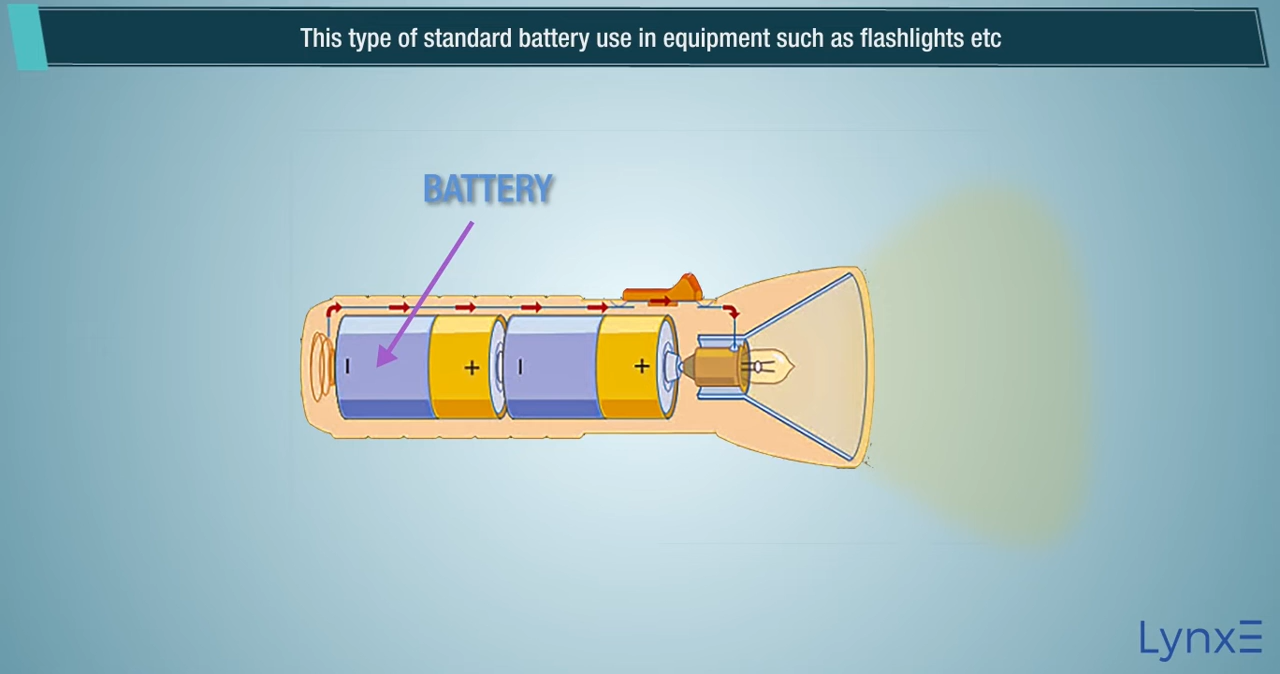 This type of standard battery use in equipment such as flashlights etc
BATTERY
- + - +
LynxE